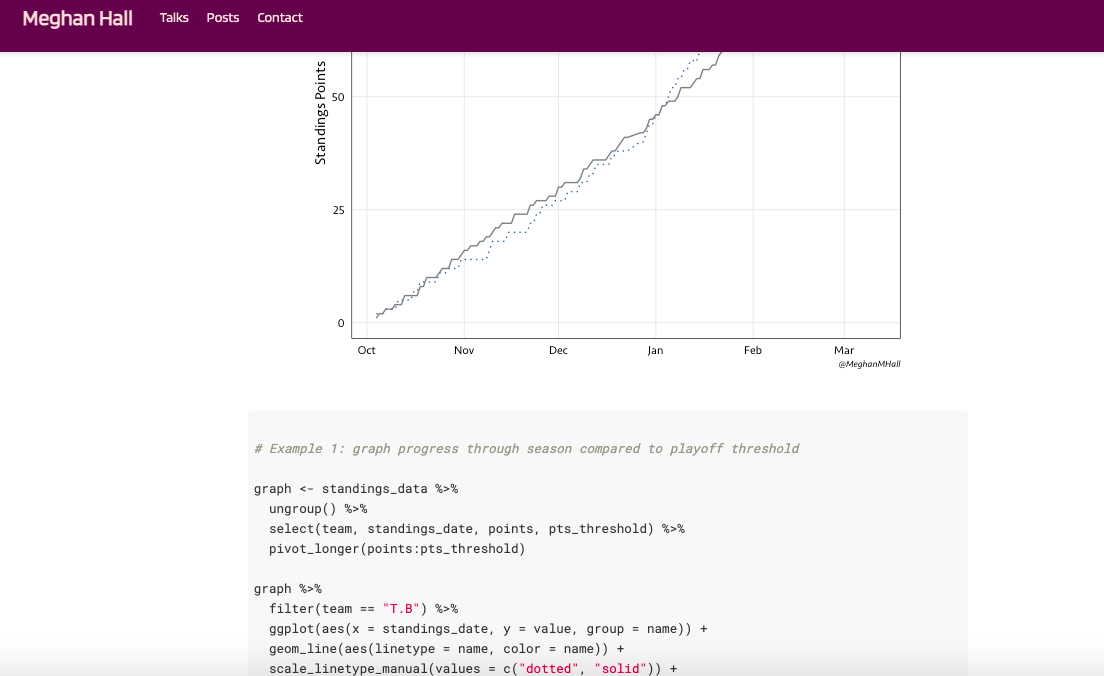 Meghan Hall Talks Posts Contact
Standings Points
50
25
0
Oct Nov Dec Jan Feb Mar
@MeghanMHall
# Example 1: graph progress through season compared to playoff threshold
graph <- standings_data %>%
  ungroup() %>%
  select(team, standings_date, points, pts_threshold) %>%
  pivot_longer(points:pts_threshold)
graph %>%
  filter(team == "T.B") %>%
  ggplot(aes(x = standings_date, y = value, group = name)) +
  geom_line(aes(linetype = name, color = name)) +
  scale_linetype_manual(values = c("dotted", "solid")) +